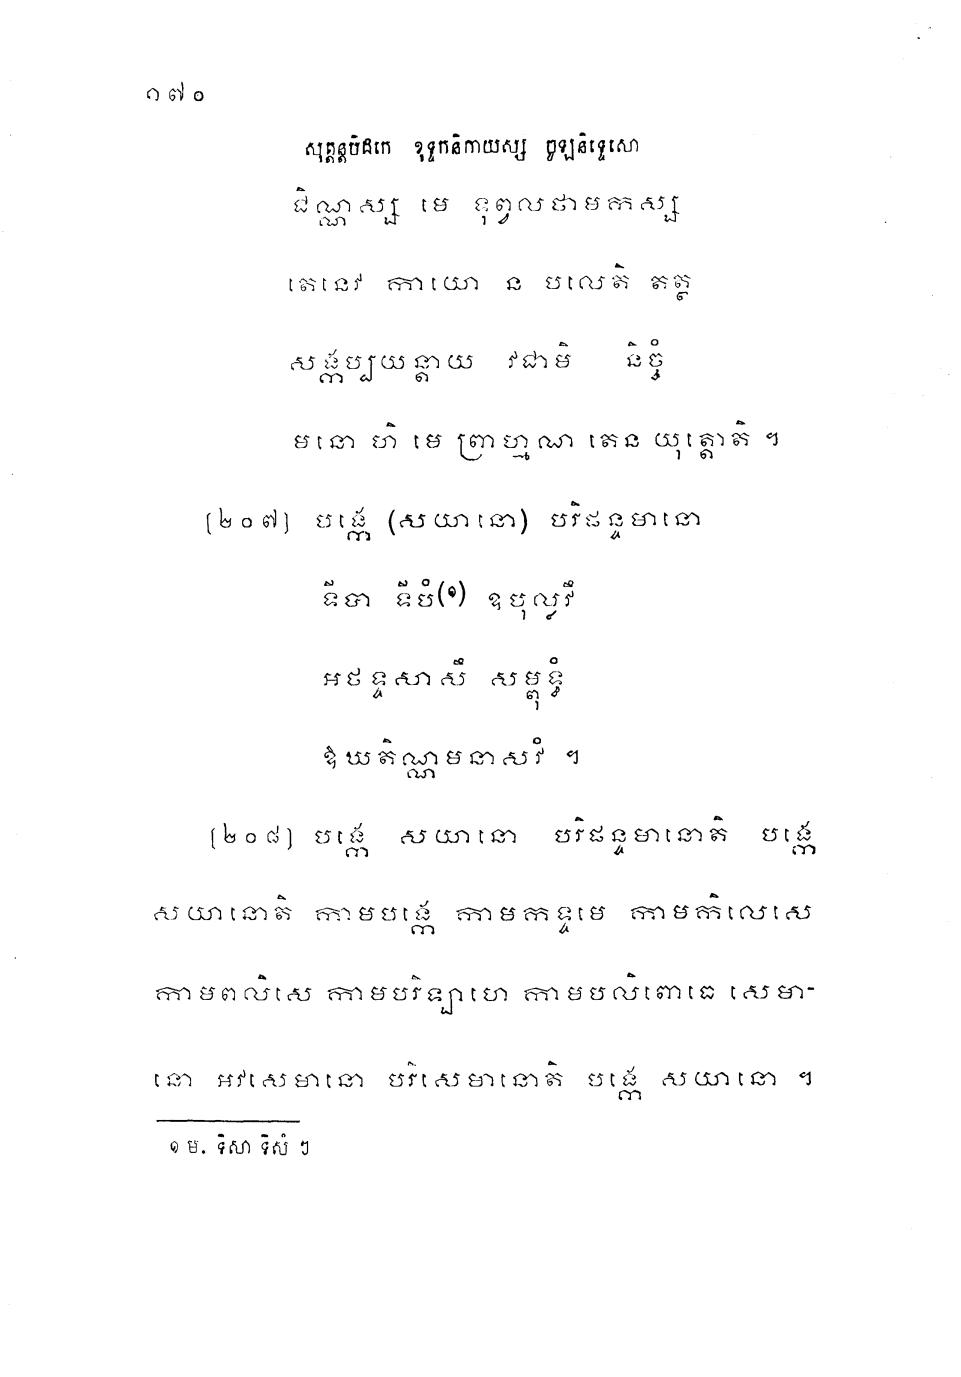 ១៧០
សុត្តន្តបិដកេ ខុទ្ទកនិកាយស្ស ចូឡនិទ្ទេសោ
ជិណ្ណស្ស មេ ទុព្វលថាមកស្ស
តេនេវ កាយោ ន បលេតិ តត្ថ
សង្កប្បយន្តាយ វជាមិ និច្ចំ
មនោ ហិ មេ ព្រាហ្មណ តេន យុត្តោតិ ។
[២០៧] បង្កេ (សយានោ) បរិផន្ទមានោ
ទីបា ទីបំ(១) ឧបុល្លវឹ
អថទ្ទសាសឹ សម្ពុទ្ធំ
ឱឃតិណ្ណមនាសវំ ។
[២០៨] បង្កេ សយានោ បរិផន្ទមានោតិ បង្កេ
សយានោតិ កាមបង្កេ កាមកទ្ទមេ កាមកិលេសេ
កាមពលិសេ កាមបរិឡាហេ កាមបលិពោធេ សេមា-
នោ អវសេមានោ បរិសេមានោតិ បង្កេ សយានោ ។
១ ម. ទិសា ទិសំ ។